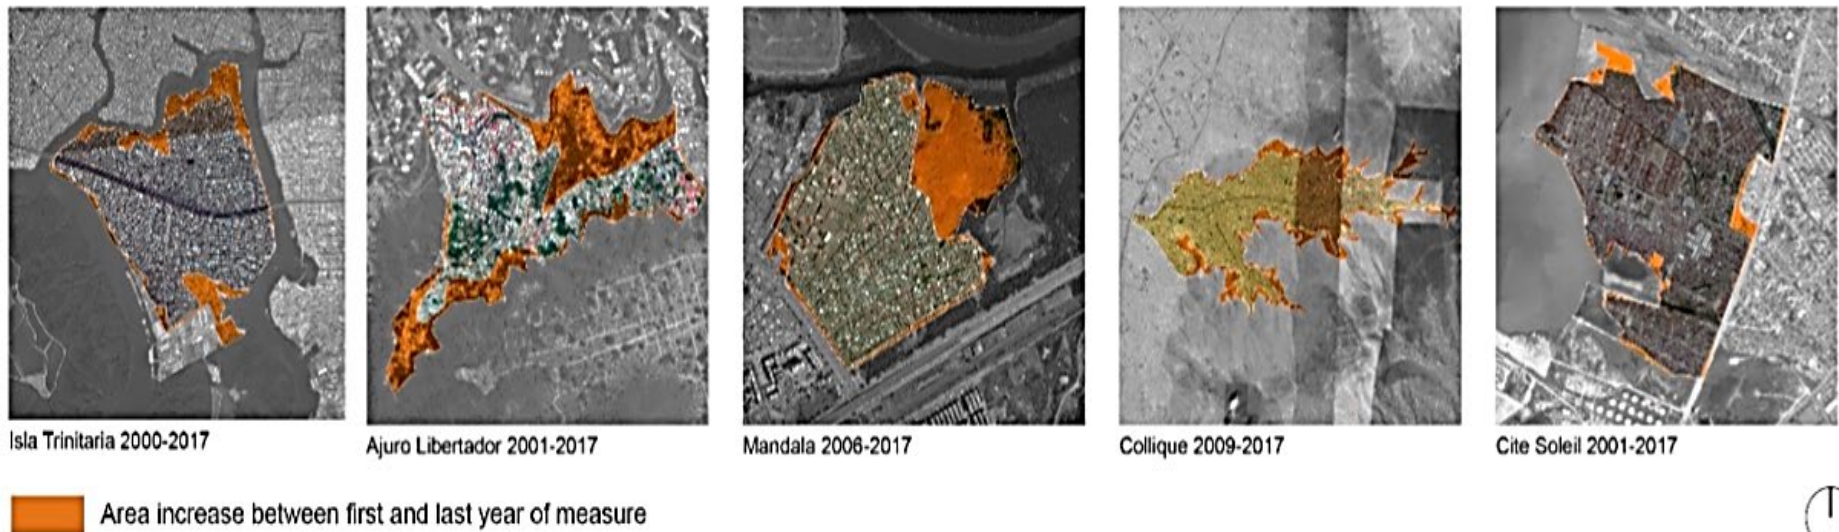 Isla Trinitaria 2000-2017
Ajuro Libertador 2001-2017
Mandala 2006-2017
Collique 2009-2017
Cite Soleil 2001-2017
Area increase between first and last year of measure